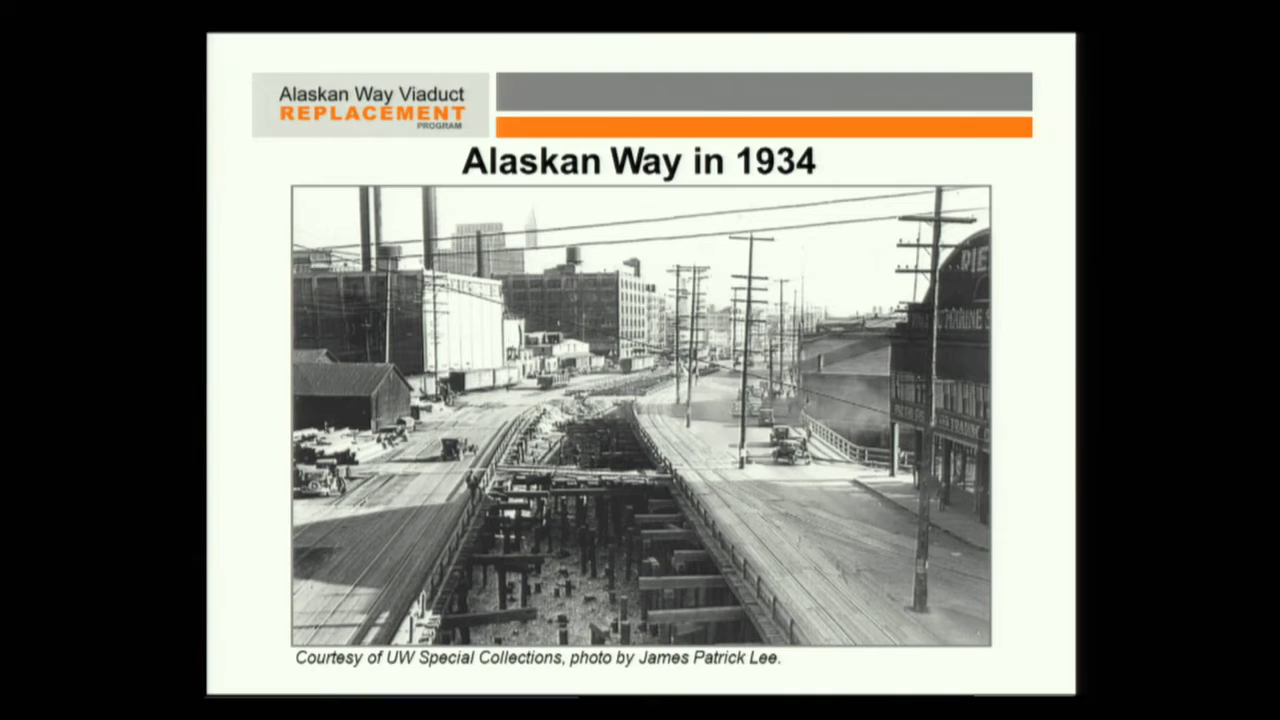 Alaskan Way Viaduct
REPLACEMENT
PROGRAM
Alaskan Way in 1934
Courtesy of UW Special Collections, photo by James Patrick Lee.